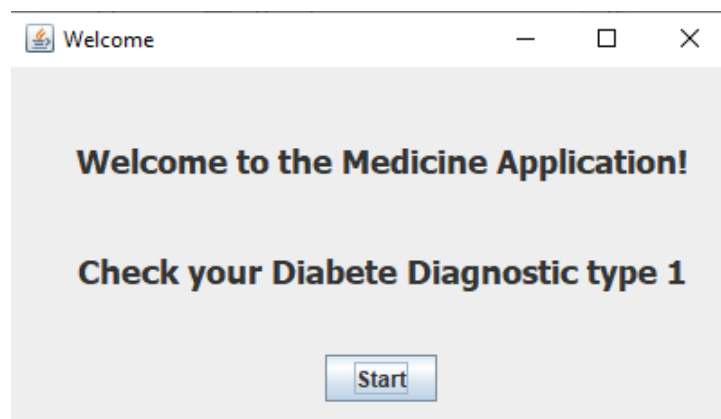 Welcome
Welcome to the Medicine Application!
Check your Diabete Diagnostic type 1
Start